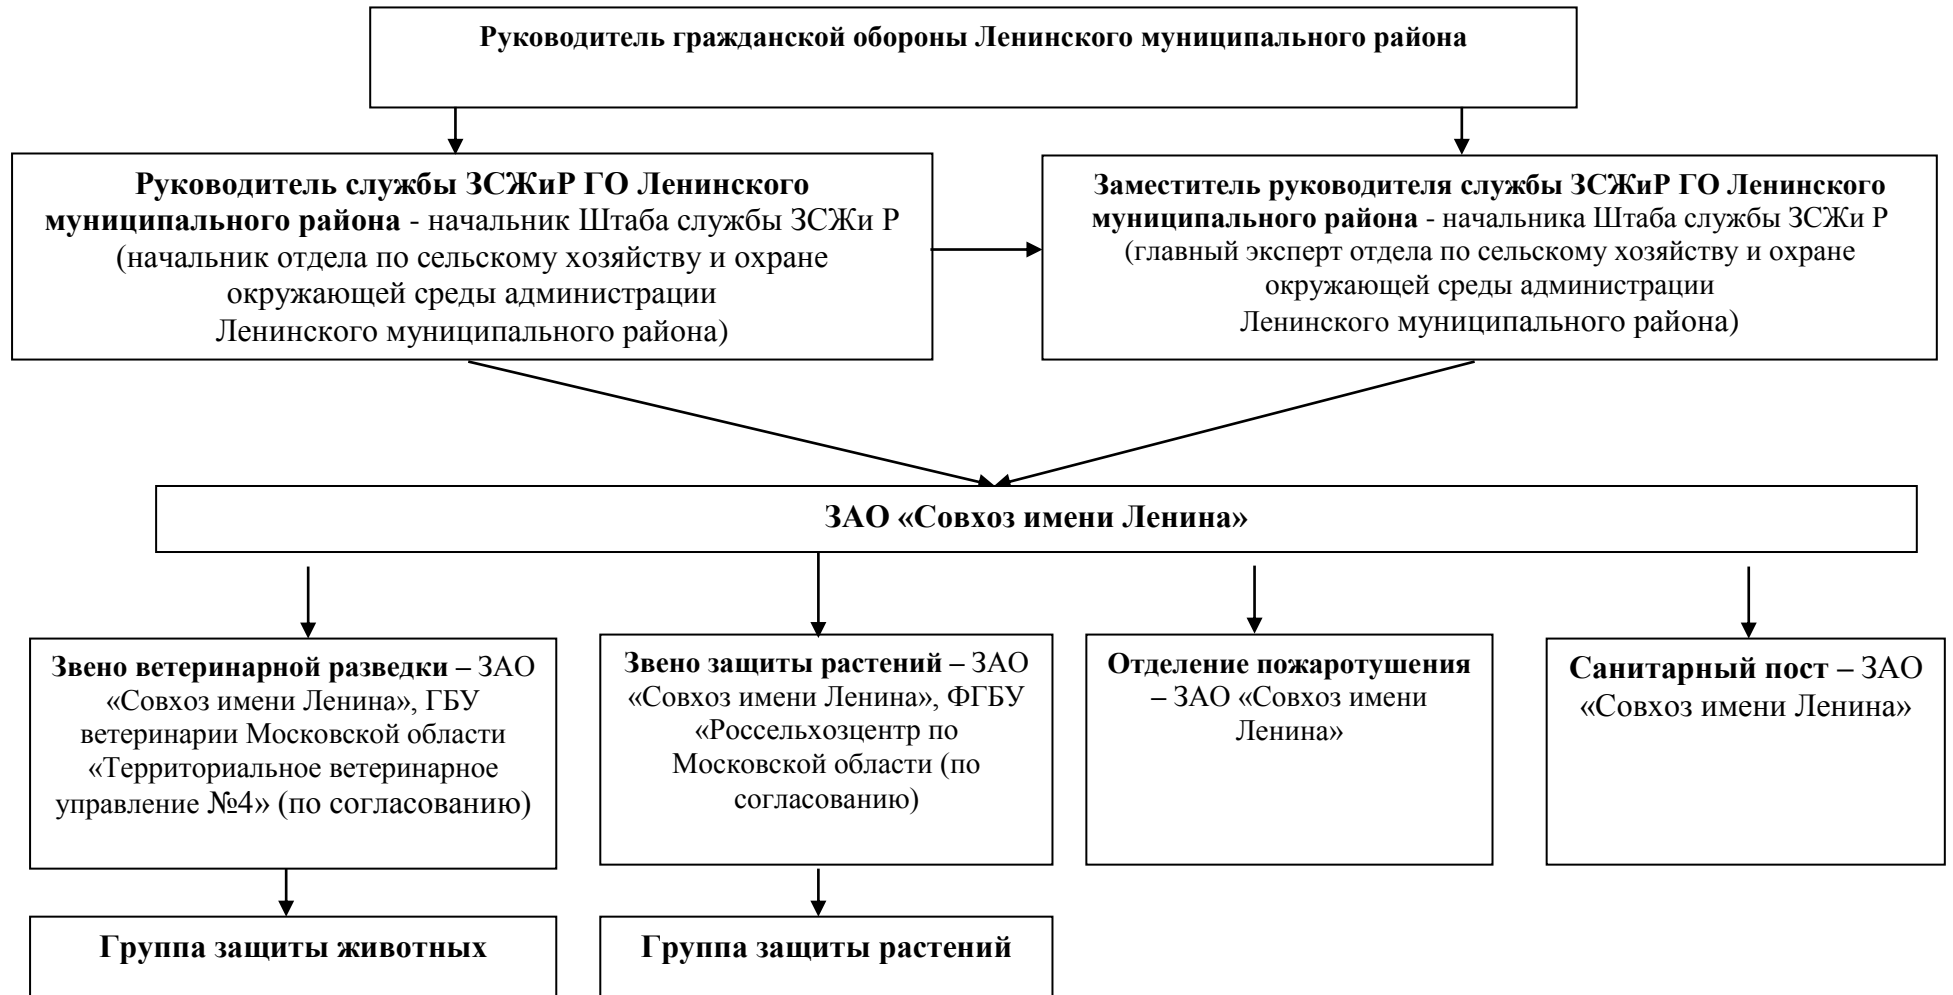 Руководитель гражданской обороны Ленинского муниципального района
Руководитель службы ЗСЖиР ГО Ленинского
муниципального района - начальник Штаба службы ЗСЖи Р
(начальник отдела по сельскому хозяйству и охране
окружающей среды администрации
Ленинского муниципального района)
Заместитель руководителя службы ЗСЖиР ГО Ленинского
муниципального района - начальника Штаба службы ЗСЖи Р
(главный эксперт отдела по сельскому хозяйству и охране
окружающей среды администрации
Ленинского муниципального района)
ЗАО «Совхоз имени Ленина»
Звено ветеринарной разведки – ЗАО
«Совхоз имени Ленина», ГБУ
ветеринарии Московской области
«Территориальное ветеринарное
управление №4» (по согласованию)
Звено защиты растений – ЗАО
«Совхоз имени Ленина», ФГБУ
«Россельхозцентр по
Московской области (по
согласованию)
Отделение пожаротушения
– ЗАО «Совхоз имени
Ленина»
Санитарный пост – ЗАО
«Совхоз имени Ленина»
Группа защиты животных
Группа защиты растений